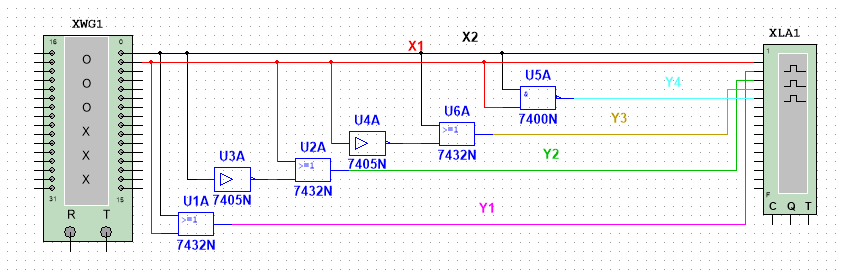 XWG1
X2
XLA1
X1
16
0
1
O
O
O
X
X
X
U5A
&
7400N
Y4
U4A
U6A
>=1
7432N
Y3
7405N
U3A
U2A
>=1
7432N
Y2
7405N
U1A
>=1
7432N
Y1
31
15
R
T
F
C Q T